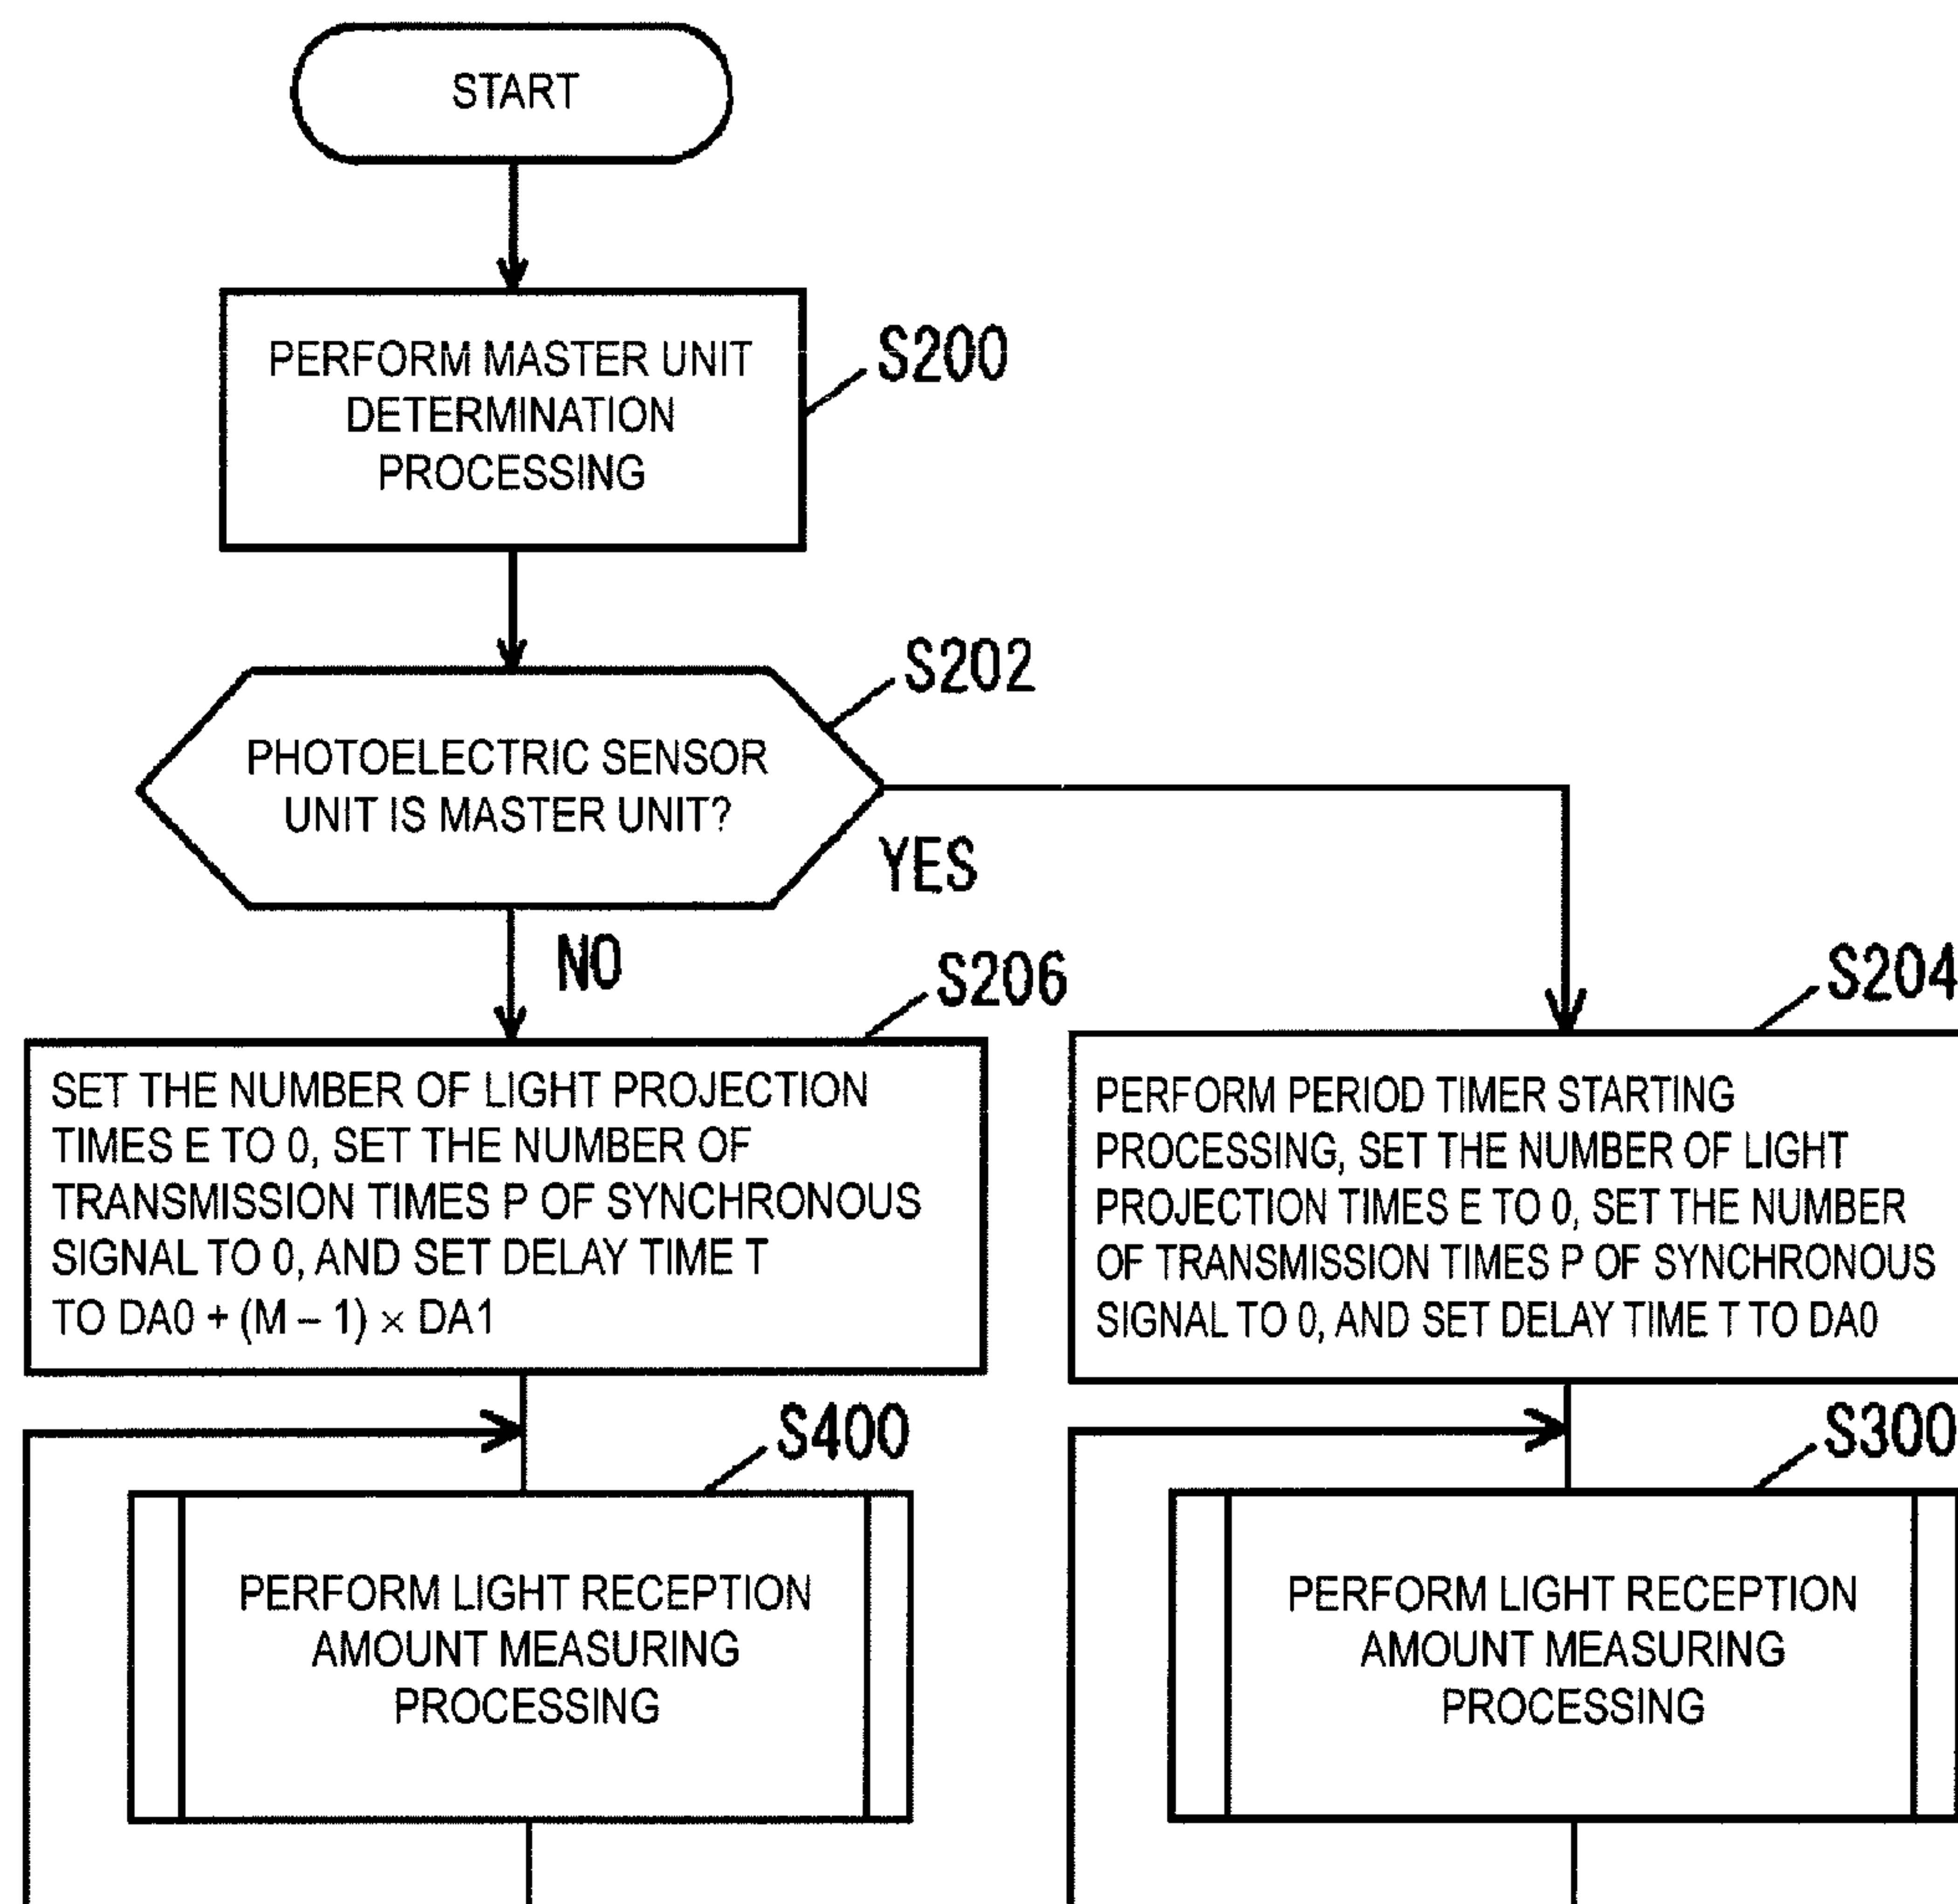 START
PERFORM MASTER UNIT
DETERMINATION
PROCESSING
S200
PHOTOELECTRIC SENSOR
UNIT IS MASTER UNIT?
S202
YES
NO
S206
SET THE NUMBER OF LIGHT PROJECTION
TIMES E TO 0, SET THE NUMBER OF
TRANSMISSION TIMES P OF SYNCHRONOUS
SIGNAL TO 0, AND SET DELAY TIME T
TO DA0 + (M – 1) × DA1
S204
PERFORM PERIOD TIMER STARTING
PROCESSING, SET THE NUMBER OF LIGHT
PROJECTION TIMES E TO 0, SET THE NUMBER
OF TRANSMISSION TIMES P OF SYNCHRONOUS
SIGNAL TO 0, AND SET DELAY TIME T TO DA0
S400
PERFORM LIGHT RECEPTION
AMOUNT MEASURING
PROCESSING
S300
PERFORM LIGHT RECEPTION
AMOUNT MEASURING
PROCESSING